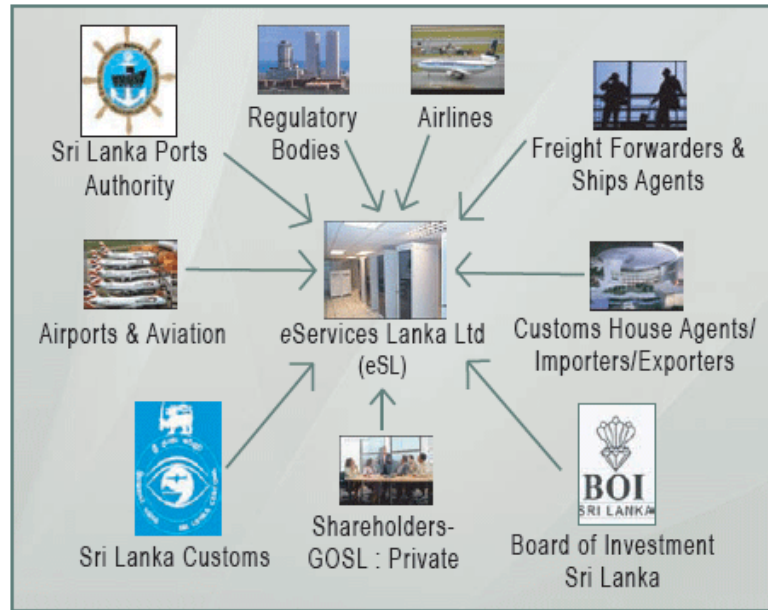 Sri Lanka Ports
Authority
Regulatory
Bodies
Airlines
Freight Forwarders &
Ships Agents
Airports & Aviation
eServices Lanka Ltd
(eSL)
Customs House Agents/
Importers/Exporters
Sri Lanka Customs
Shareholders-
GOSL : Private
BOI
SRI LANKA
Board of Investment
Sri Lanka